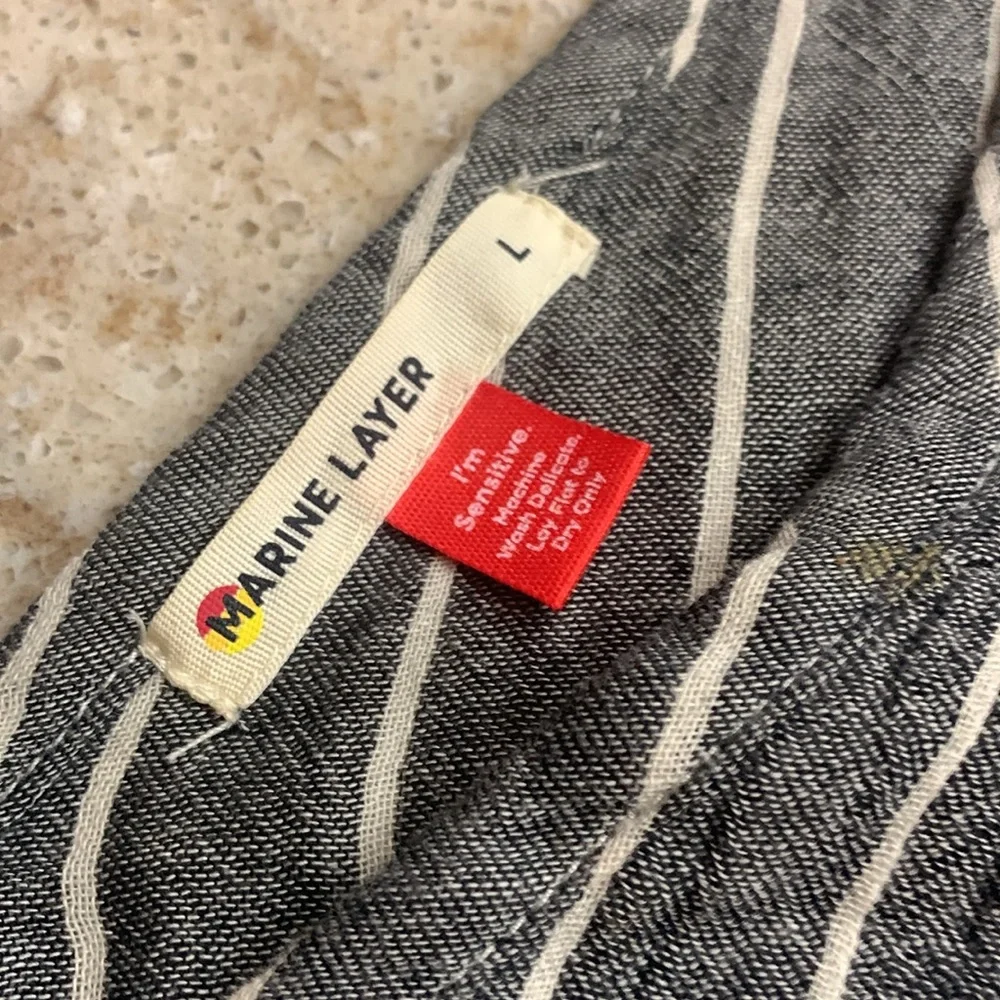 L
MARINE LAYER
I'm
Sensitive.
Machine
Wash Delicate.
Lay Flat to
Dry Only